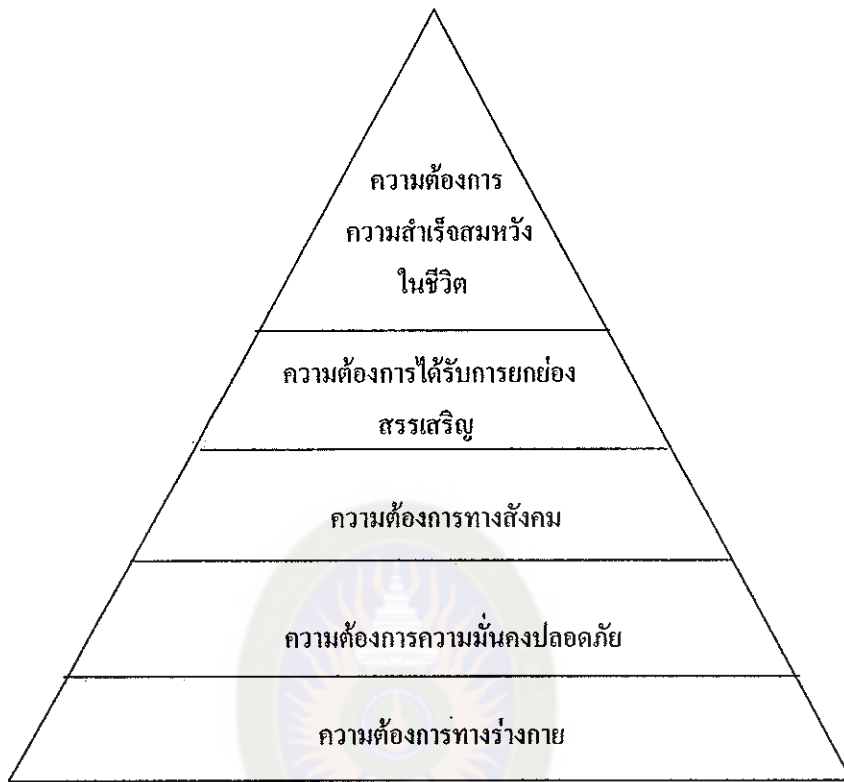 ความต้องการ
ความสำเร็จสมหวัง
ในชีวิต
ความต้องการได้รับการยกย่อง
สรรเสริญ
ความต้องการทางสังคม
ความต้องการความมั่นคงปลอดภัย
ความต้องการทางร่างกาย